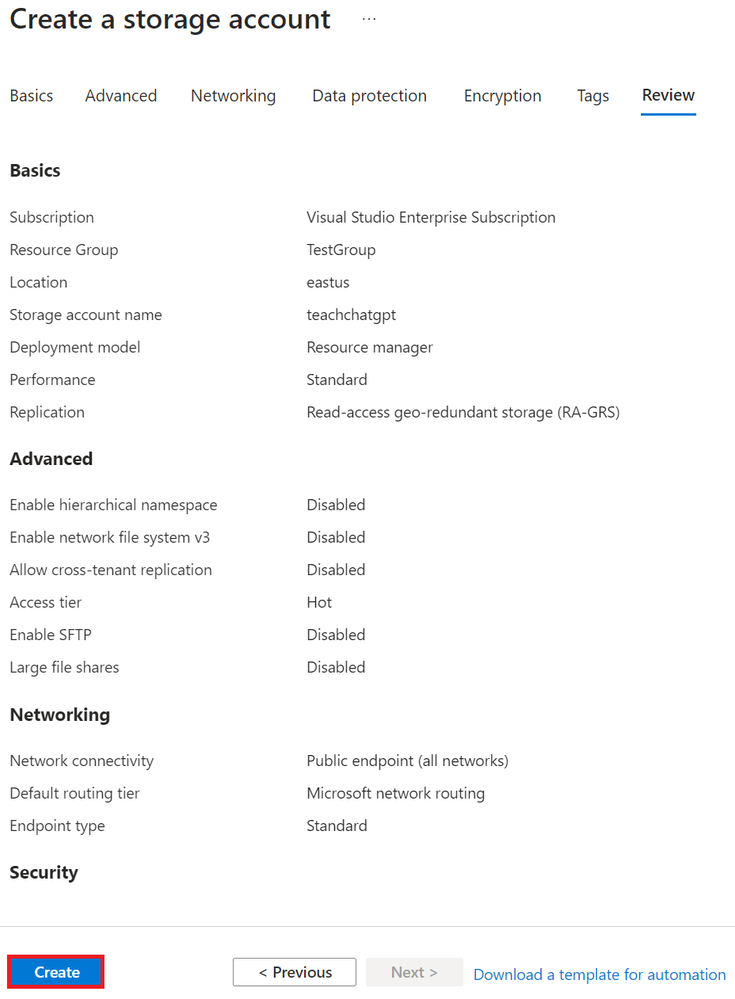 Create a storage account ...
Basics Advanced Networking Data protection Encryption Tags Review
Basics
Subscription Visual Studio Enterprise Subscription
Resource Group TestGroup
Location eastus
Storage account name teachchatgpt
Deployment model Resource manager
Performance Standard
Replication Read-access geo-redundant storage (RA-GRS)
Advanced
Enable hierarchical namespace Disabled
Enable network file system v3 Disabled
Allow cross-tenant replication Disabled
Access tier Hot
Enable SFTP Disabled
Large file shares Disabled
Networking
Network connectivity Public endpoint (all networks)
Default routing tier Microsoft network routing
Endpoint type Standard
Security
Create < Previous Next > Download a template for automation